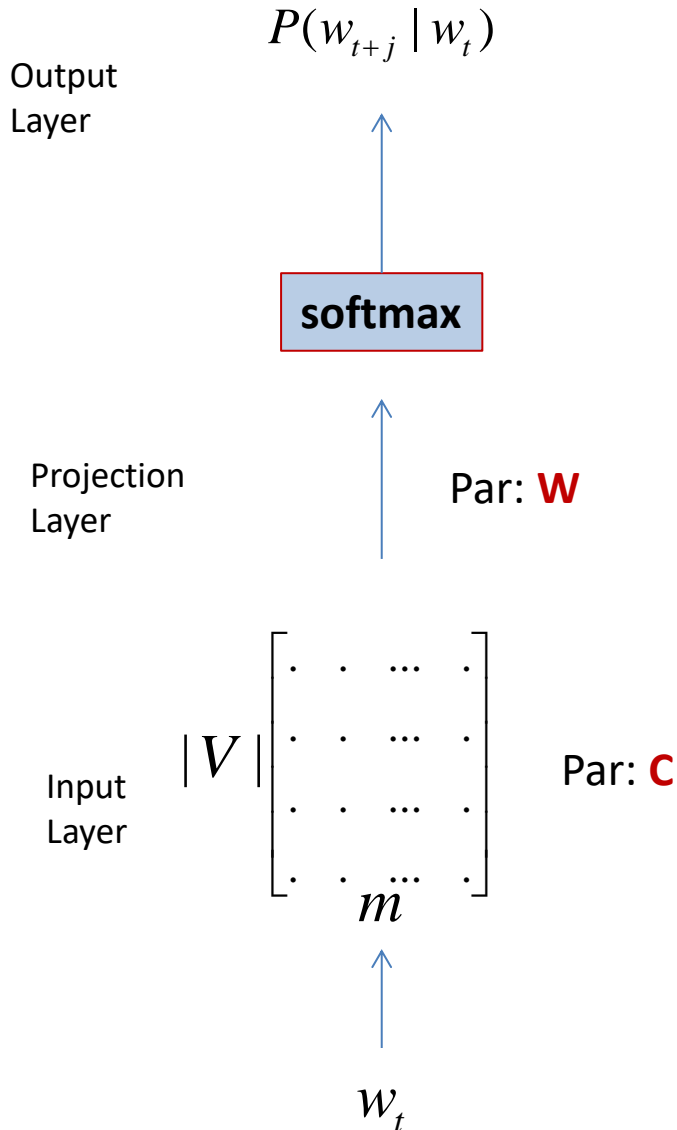 P(w_{t+j} | w_t)
Output
Layer
softmax
Projection
Layer
Par: W
. . ... .
|V| . . ... .
Input
Layer
Par: C
. . ... .
. . ... .
m
w_t